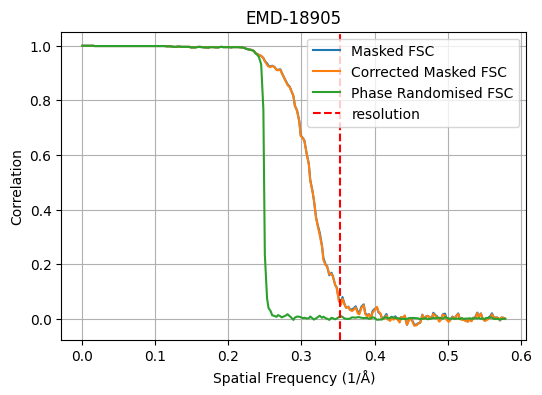 EMD-18905
Masked FSC
Corrected Masked FSC
Phase Randomised FSC
resolution
Correlation
1.0
0.8
0.6
0.4
0.2
0.0
0.0 0.1 0.2 0.3 0.4 0.5 0.6
Spatial Frequency (1/Å)